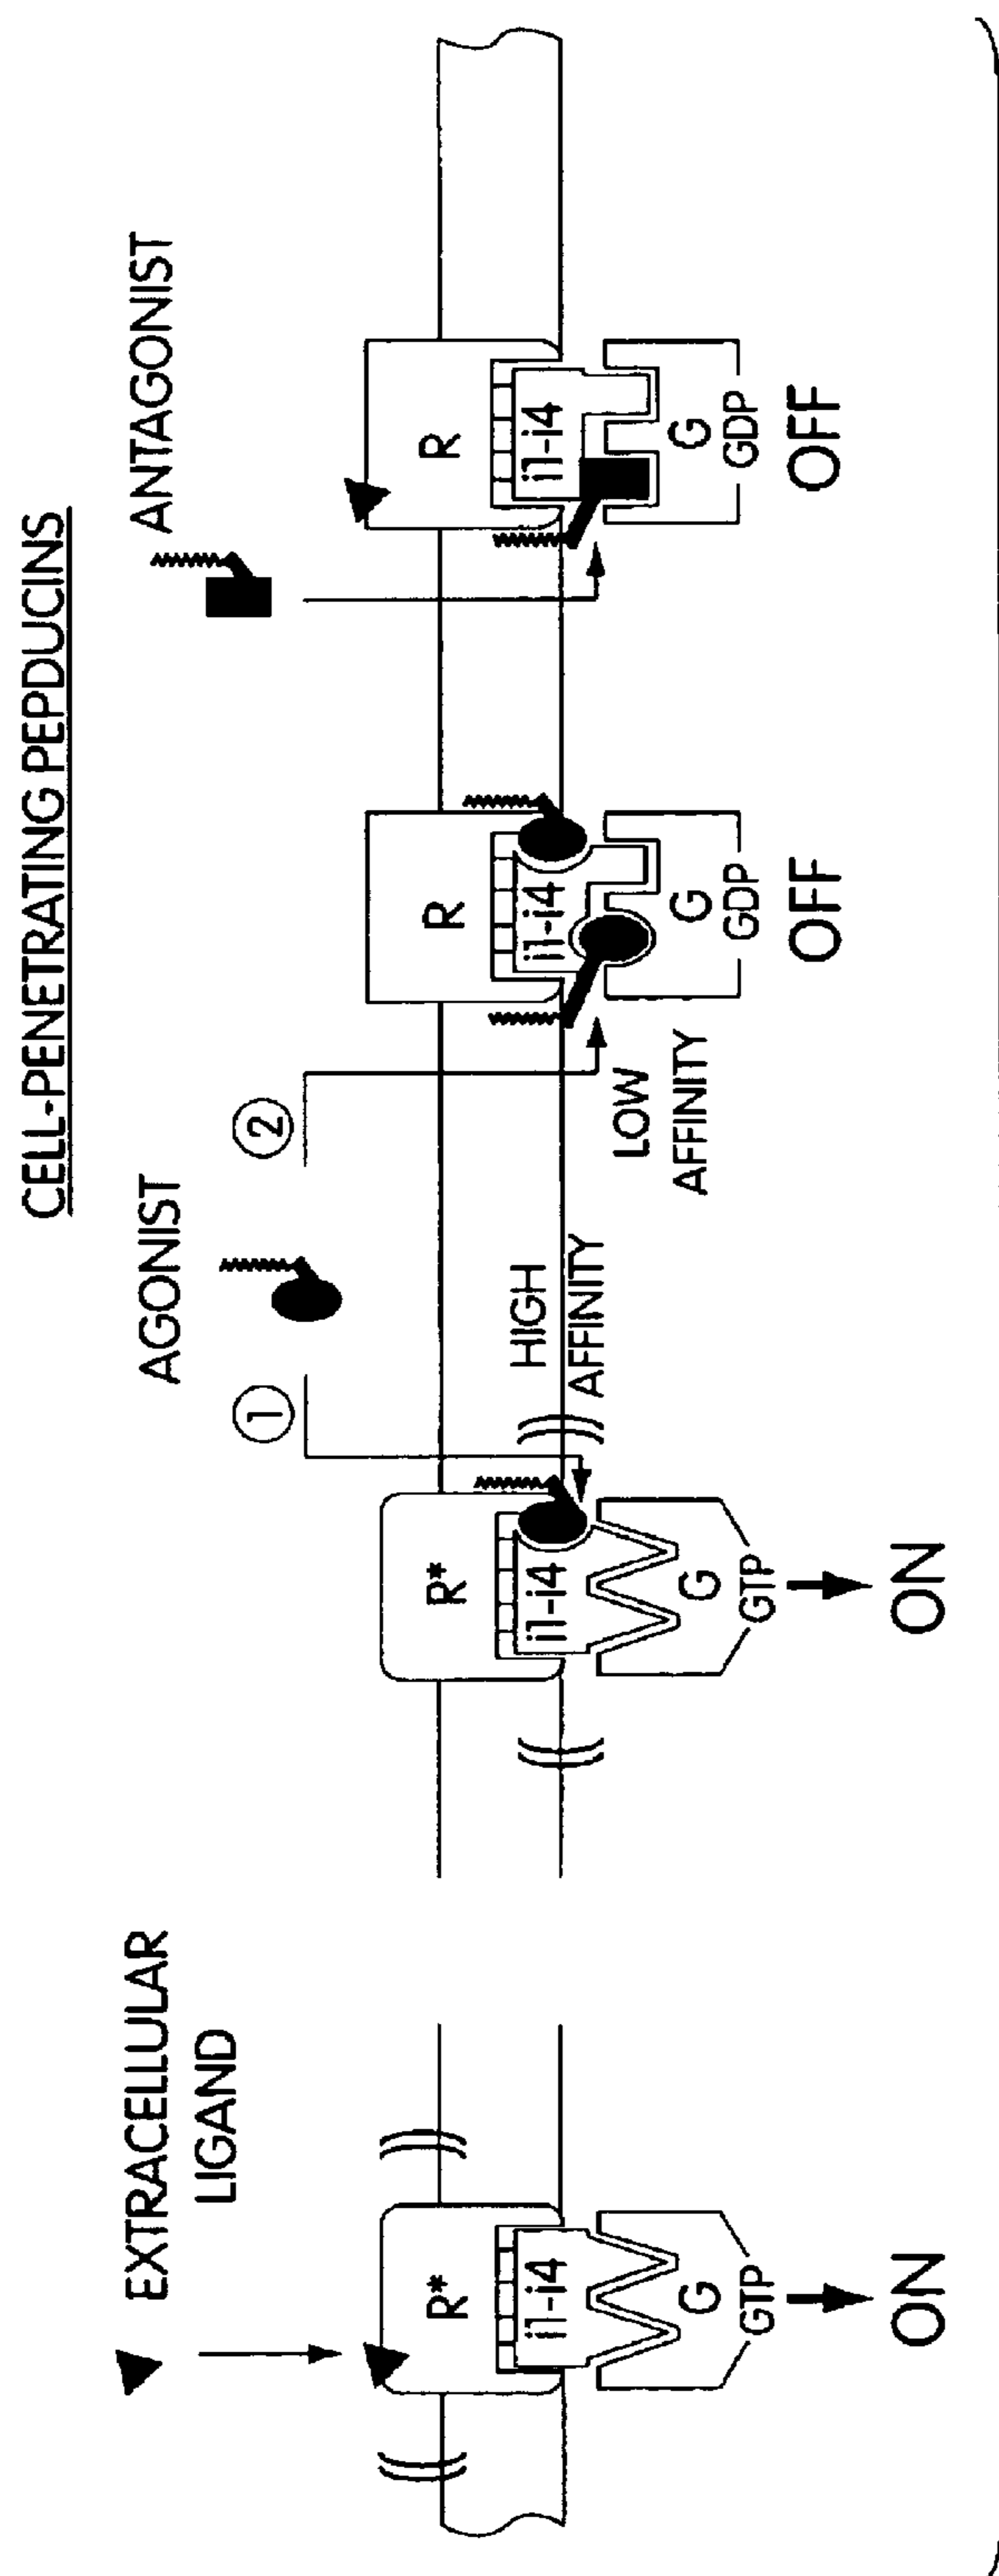 CELL-PENETRATING PEPDUCINS
EXTRACELLULAR
LIGAND
AGONIST
ANTAGONIST
①
②
R*
i1-i4
G
GTP
ON
R*
i1-i4
G
GTP
ON
HIGH
AFFINITY
LOW
AFFINITY
R
i1-i4
G
GDP
OFF
R
i1-i4
G
GDP
OFF